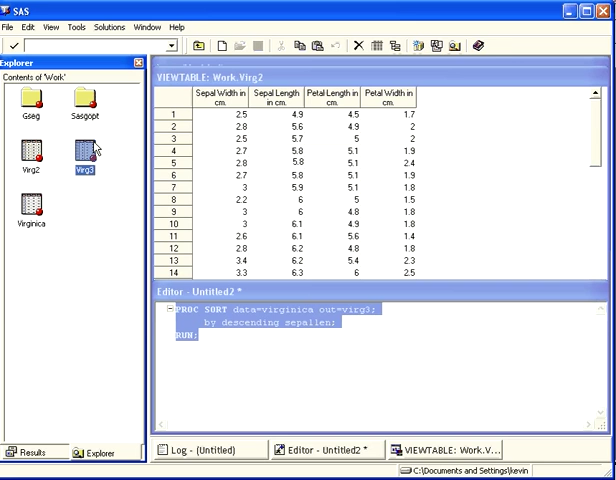 SAS
File Edit View Tools Solutions Window Help
Explorer
Contents of 'Work'
Gseg Sasgopt
Virg2 Virg3
Virginica
Results Explorer
VIEWTABLE: Work.Virg2
Sepal Width in cm. Sepal Length in cm. Petal Length in cm. Petal Width in cm.
1 2.5 4.9 4.5 1.7
2 2.8 5.6 4.9 2
3 2.5 5.7 5 2
4 2.7 5.8 5.1 1.9
5 2.8 5.8 5.1 2.4
6 2.7 5.8 5.1 1.9
7 3 5.9 5.1 1.8
8 2.2 6 5 1.5
9 3 6 4.8 1.8
10 3 6.1 4.9 1.8
11 2.6 6.1 5.6 1.4
12 2.8 6.2 4.8 1.8
13 3.4 6.2 5.4 2.3
14 3.3 6.3 6 2.5
Editor - Untitled2 *
PROC SORT data=virginica out=virg3;
by descending sepallen;
RUN;
Log - (Untitled) Editor - Untitled2 * VIEWTABLE: Work.V...
C:\Documents and Settings\kevin